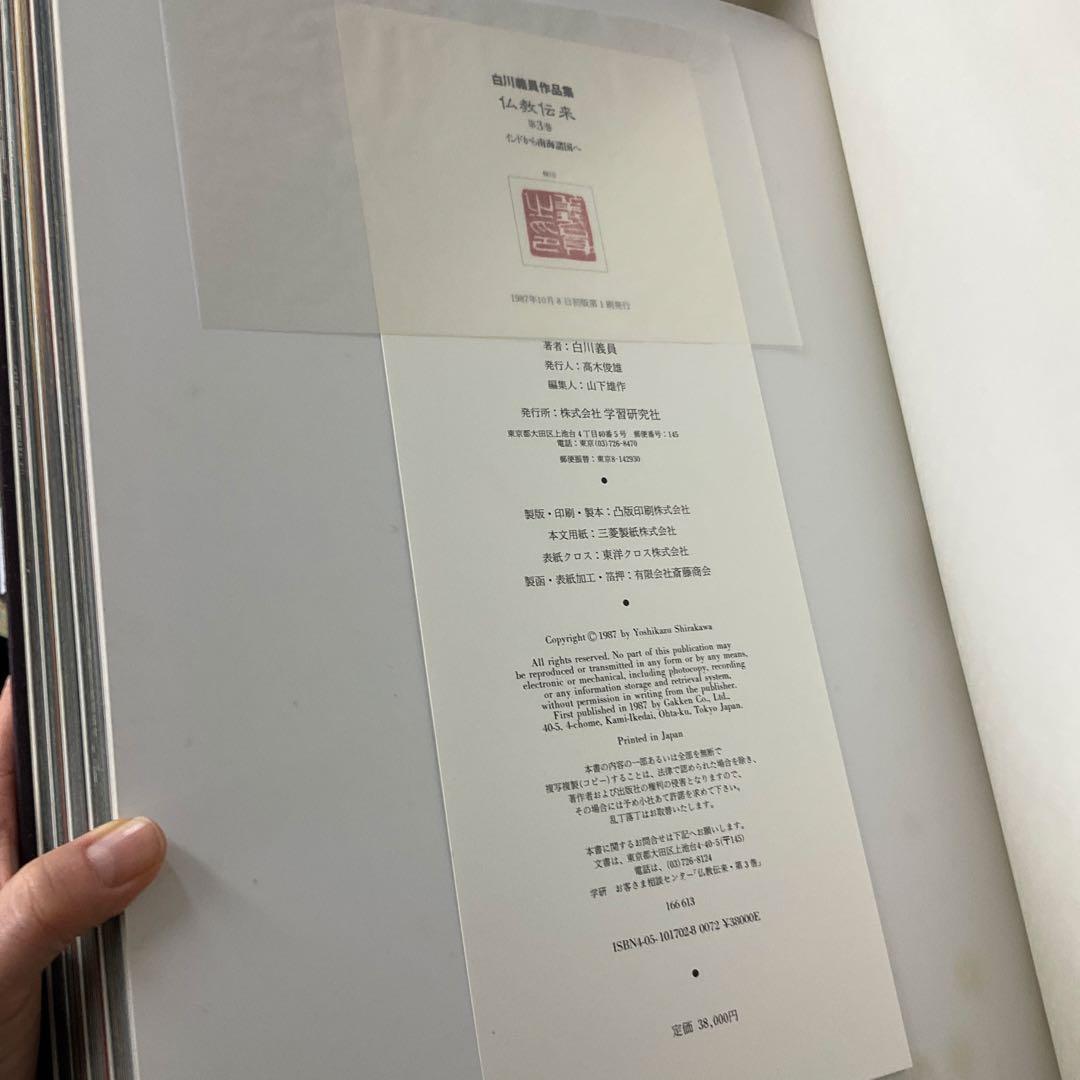 白川義員作品集
仏教伝来
第3巻
インドから南海諸国へ
検印
義員之印
1987年10月8日初版第1刷発行
著者：白川義員
発行人：高木俊雄
編集人：山下雄作
発行所：株式会社 学習研究社
東京都大田区上池台4丁目40番5号 郵便番号：145
電話：東京(03)726-8470
郵便振替：東京8-142930
●
製版・印刷・製本：凸版印刷株式会社
本文用紙：三菱製紙株式会社
表紙クロス：東洋クロス株式会社
製函・表紙加工・箔押：有限会社斎藤商会
●
Copyright © 1987 by Yoshikazu Shirakawa
All rights reserved. No part of this publication may
be reproduced or transmitted in any form or by any means,
electronic or mechanical, including photocopy, recording
or any information storage and retrieval system,
without permission in writing from the publisher.
First published in 1987 by Gakken Co., Ltd.,
40-5, 4-chome, Kami-Ikedai, Ohta-ku, Tokyo Japan.
Printed in Japan
本書の内容の一部あるいは全部を無断で
複写複製(コピー)することは、法律で認められた場合を除き、
著作者および出版社の権利の侵害となりますので、
その場合には予め小社あて許諾を求めて下さい。
乱丁落丁はお取替いたします。
本書に関するお問合せは下記へお願いします。
文書は、東京都大田区上池台4-40-5(〒145)
電話は、(03)726-8124
学研 お客さま相談センター「仏教伝来・第3巻」
166 613
ISBN4-05-101702-8 0072 ¥38000E
●
定価 38,000円